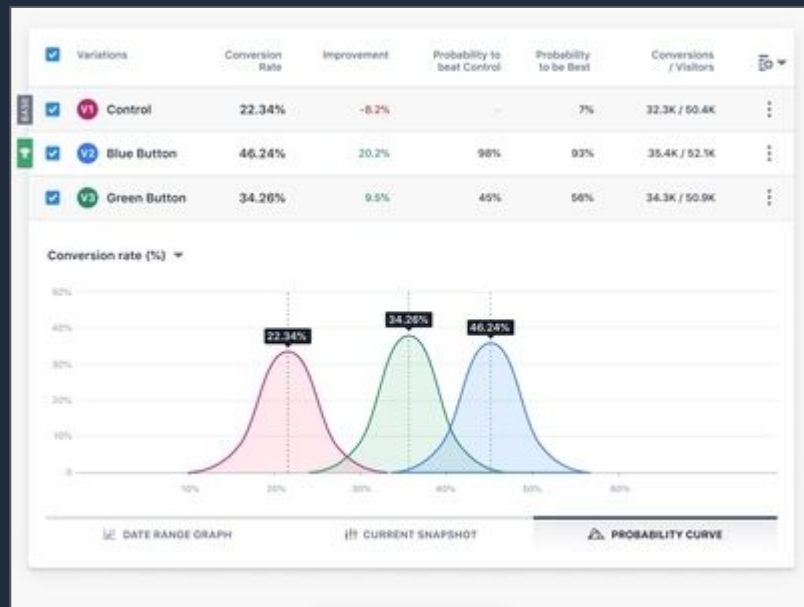 Variations
Conversion Rate
Improvement
Probability to beat Control
Probability to be Best
Conversions / Visitors
BASE
V1 Control 22.34% -8.2% - 7% 32.3K / 50.4K
V2 Blue Button 46.24% 20.2% 98% 93% 35.4K / 52.1K
V3 Green Button 34.26% 9.5% 45% 56% 34.3K / 50.9K
Conversion rate (%)
50%
40%
30%
20%
10%
0
22.34%
34.26%
46.24%
10% 20% 30% 40% 50% 60%
DATE RANGE GRAPH
CURRENT SNAPSHOT
PROBABILITY CURVE